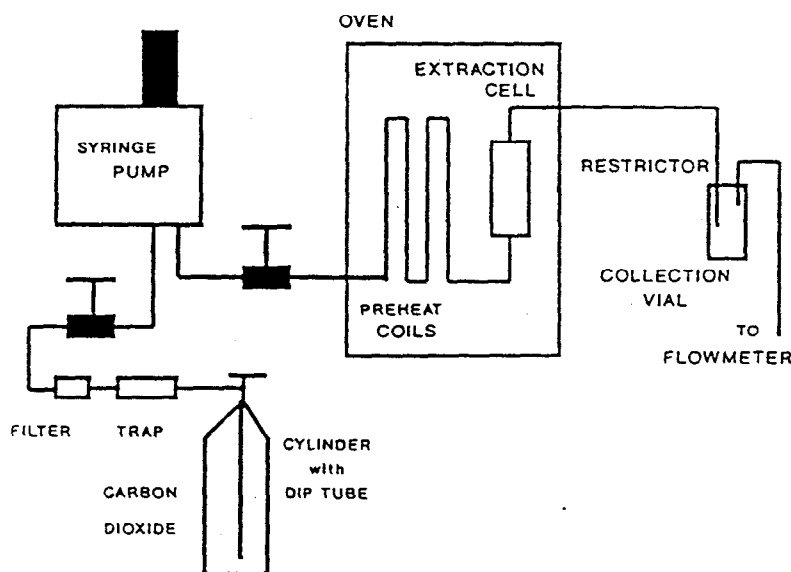 OVEN
EXTRACTION
CELL
SYRINGE
PUMP
RESTRICTOR
COLLECTION
VIAL
PREHEAT
COILS
TO
FLOWMETER
FILTER
TRAP
CYLINDER
with
DIP TUBE
CARBON
DIOXIDE